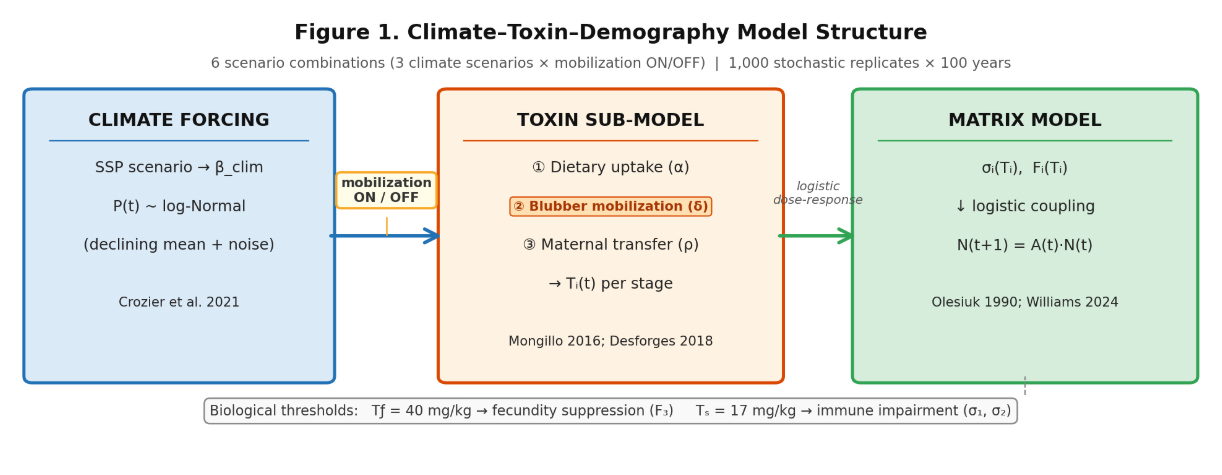 Figure 1. Climate–Toxin–Demography Model Structure
6 scenario combinations (3 climate scenarios × mobilization ON/OFF) | 1,000 stochastic replicates × 100 years
CLIMATE FORCING
SSP scenario → β_clim
P(t) ~ log-Normal
(declining mean + noise)
Crozier et al. 2021
mobilization
ON / OFF
TOXIN SUB-MODEL
① Dietary uptake (α)
② Blubber mobilization (δ)
③ Maternal transfer (ρ)
→ Tᵢ(t) per stage
Mongillo 2016; Desforges 2018
logistic
dose-response
MATRIX MODEL
σᵢ(Tᵢ), Fᵢ(Tᵢ)
↓ logistic coupling
N(t+1) = A(t)·N(t)
Olesiuk 1990; Williams 2024
Biological thresholds: Tƒ = 40 mg/kg → fecundity suppression (F₃) Tₛ = 17 mg/kg → immune impairment (σ₁, σ₂)